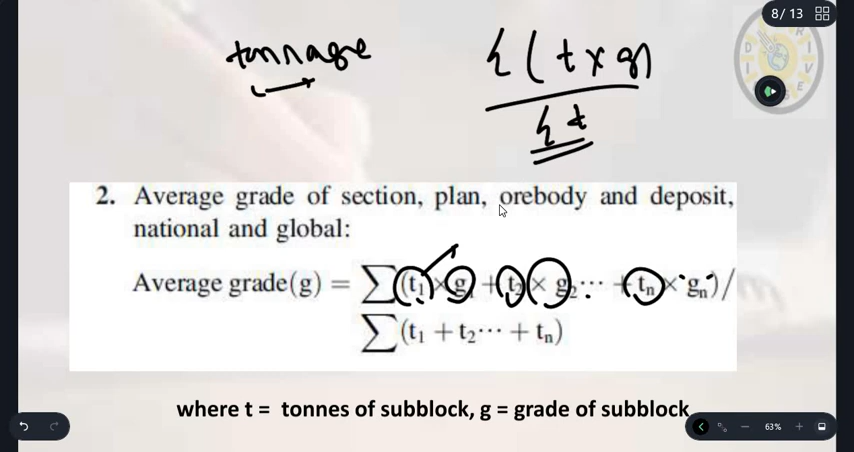 8/ 13
tonnage
Σ(t×g)
Σt
2. Average grade of section, plan, orebody and deposit,
national and global:
Average grade(g) = ∑(t₁ × g₁ + t₂ × g₂··· + tₙ × gₙ)/
∑(t₁ + t₂··· + tₙ)
where t = tonnes of subblock, g = grade of subblock
63%